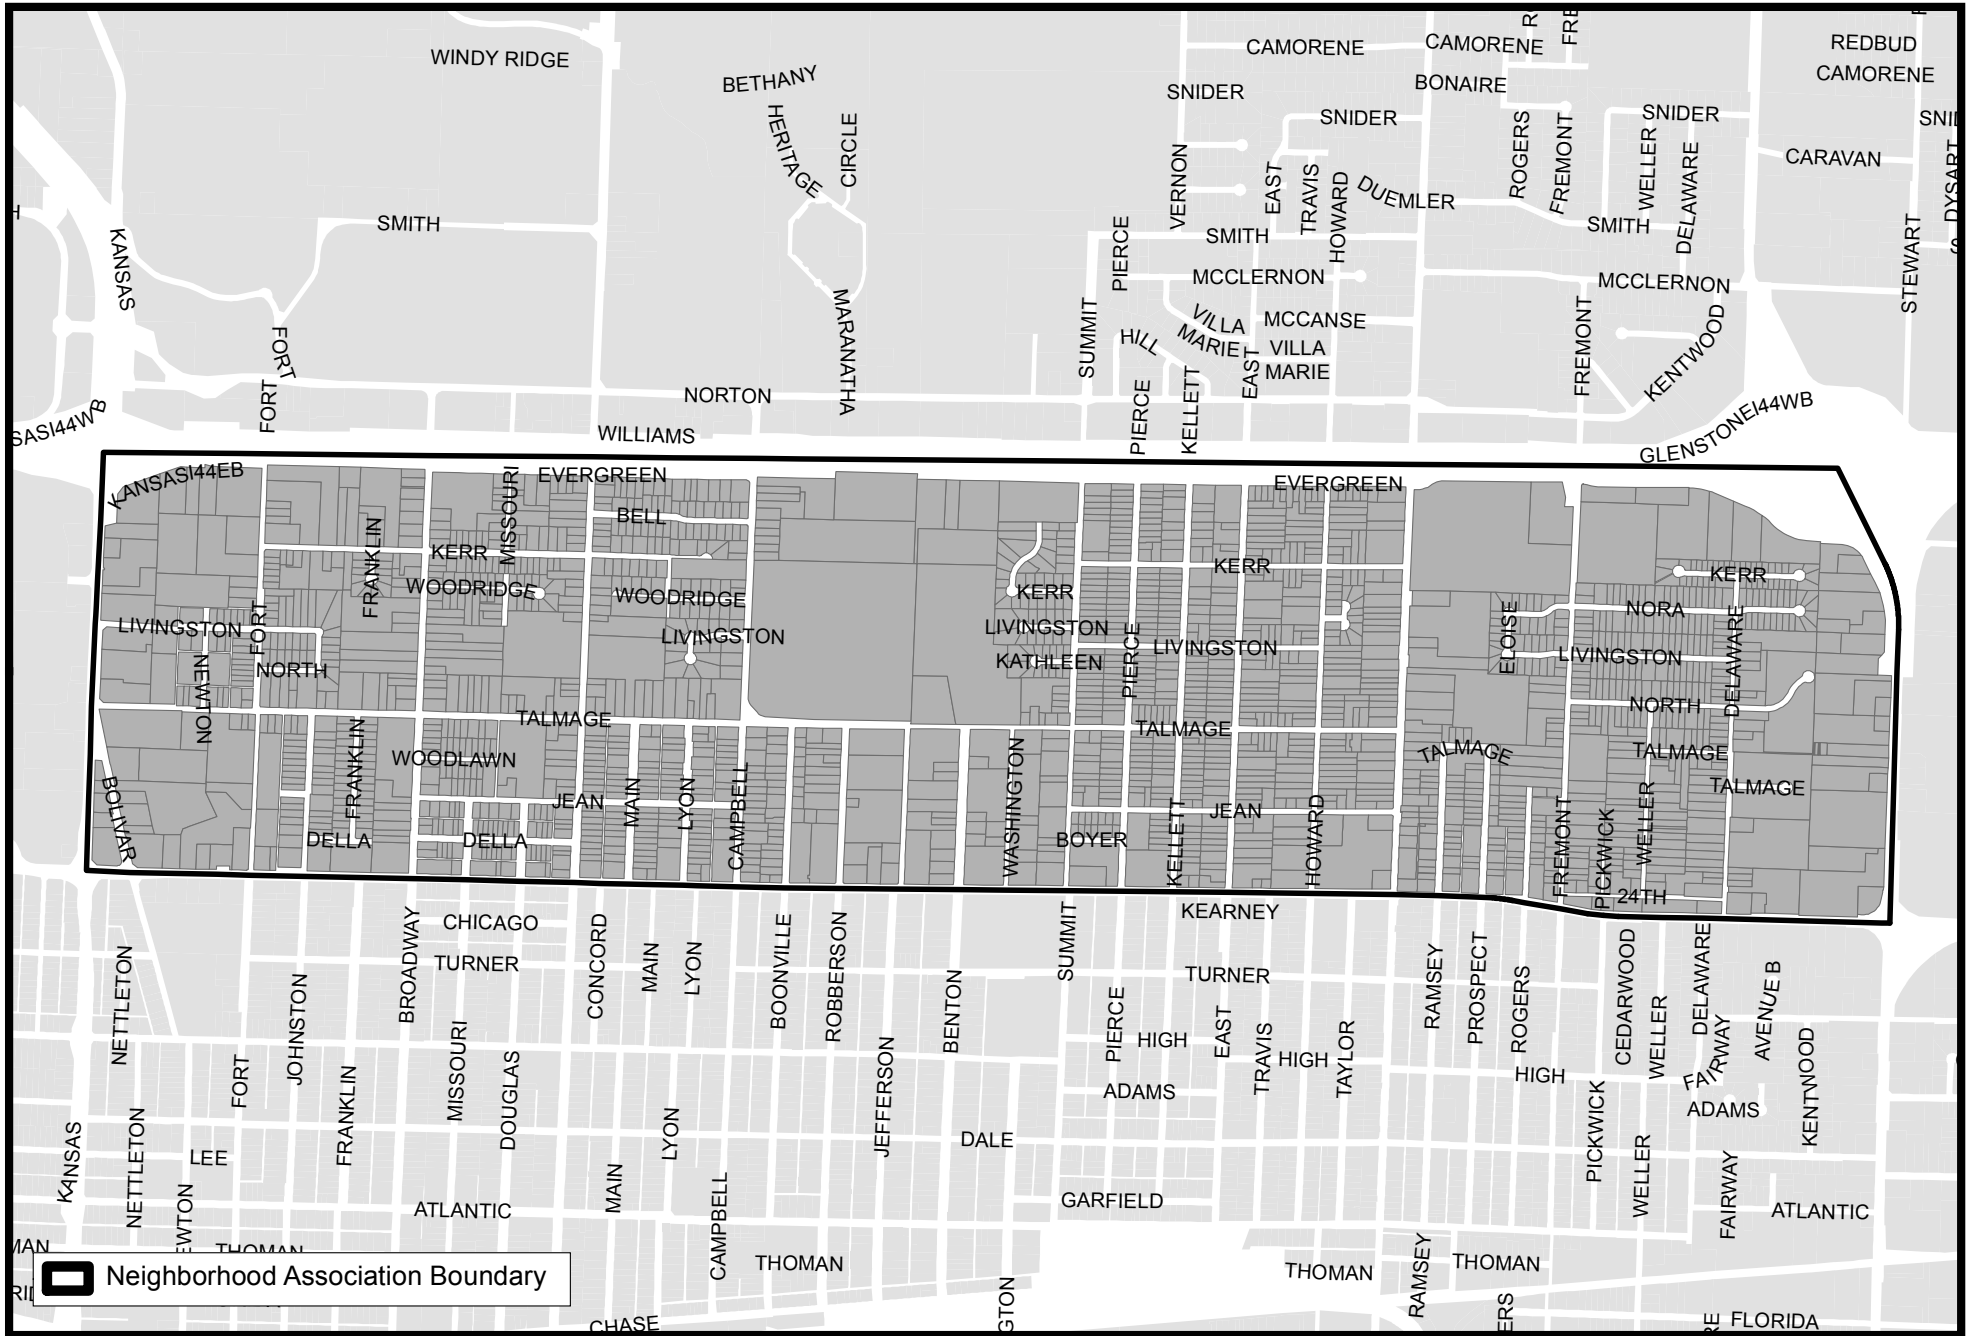 WINDY RIDGE
BETHANY
HERITAGE
CIRCLE
CAMORENE
CAMORENE
REDBUD
CAMORENE
SNIDER
BONAIRE
SNIDER
SNIDER
CARAVAN
VERNON
EAST
TRAVIS
HOWARD
DUEMLER
ROGERS
FREMONT
WELLER
DELAWARE
DYSART
STEWART
KANSAS
SMITH
PIERCE
SMITH
SMITH
MCCLERNON
MCCLERNON
FORT
FORT
MARANATHA
SUMMIT
HILL
VILLA
MARIE
MCCANSE
VILLA
MARIE
EAST
FREMONT
KENTWOOD
NORTON
PIERCE
KELLETT
WILLIAMS
GLENSTONEI44WB
SASI44WB
KANSASI44EB
MISSOURI
EVERGREEN
EVERGREEN
BELL
FRANKLIN
KERR
KERR
KERR
WOODRIDGE
WOODRIDGE
KERR
NORA
ELOISE
DELAWARE
LIVINGSTON
FORT
LIVINGSTON
LIVINGSTON
PIERCE
LIVINGSTON
LIVINGSTON
NEWTON
NORTH
KATHLEEN
NORTH
TALMAGE
TALMAGE
TALMAGE
TALMAGE
TALMAGE
FRANKLIN
WOODLAWN
BOLIVAR
JEAN
MAIN
LYON
CAMPBELL
WASHINGTON
JEAN
DELLA
DELLA
BOYER
KELLETT
HOWARD
FREMONT
PICKWICK
WELLER
24TH
KEARNEY
CHICAGO
TURNER
TURNER
NETTLETON
BROADWAY
CONCORD
MAIN
LYON
BOONVILLE
ROBBERSON
BENTON
SUMMIT
RAMSEY
PROSPECT
ROGERS
CEDARWOOD
WELLER
DELAWARE
AVENUE B
JOHNSTON
FORT
FRANKLIN
MISSOURI
DOUGLAS
JEFFERSON
PIERCE
HIGH
EAST
TRAVIS
HIGH
TAYLOR
HIGH
FAIRWAY
KENTWOOD
ADAMS
ADAMS
KANSAS
NETTLETON
LEE
LYON
DALE
PICKWICK
WELLER
FAIRWAY
MAIN
CAMPBELL
ATLANTIC
GARFIELD
ATLANTIC
EWTON
THOMAN
THOMAN
THOMAN
RAMSEY
THOMAN
MAN
Neighborhood Association Boundary
GTON
CHASE
ERS
FLORIDA